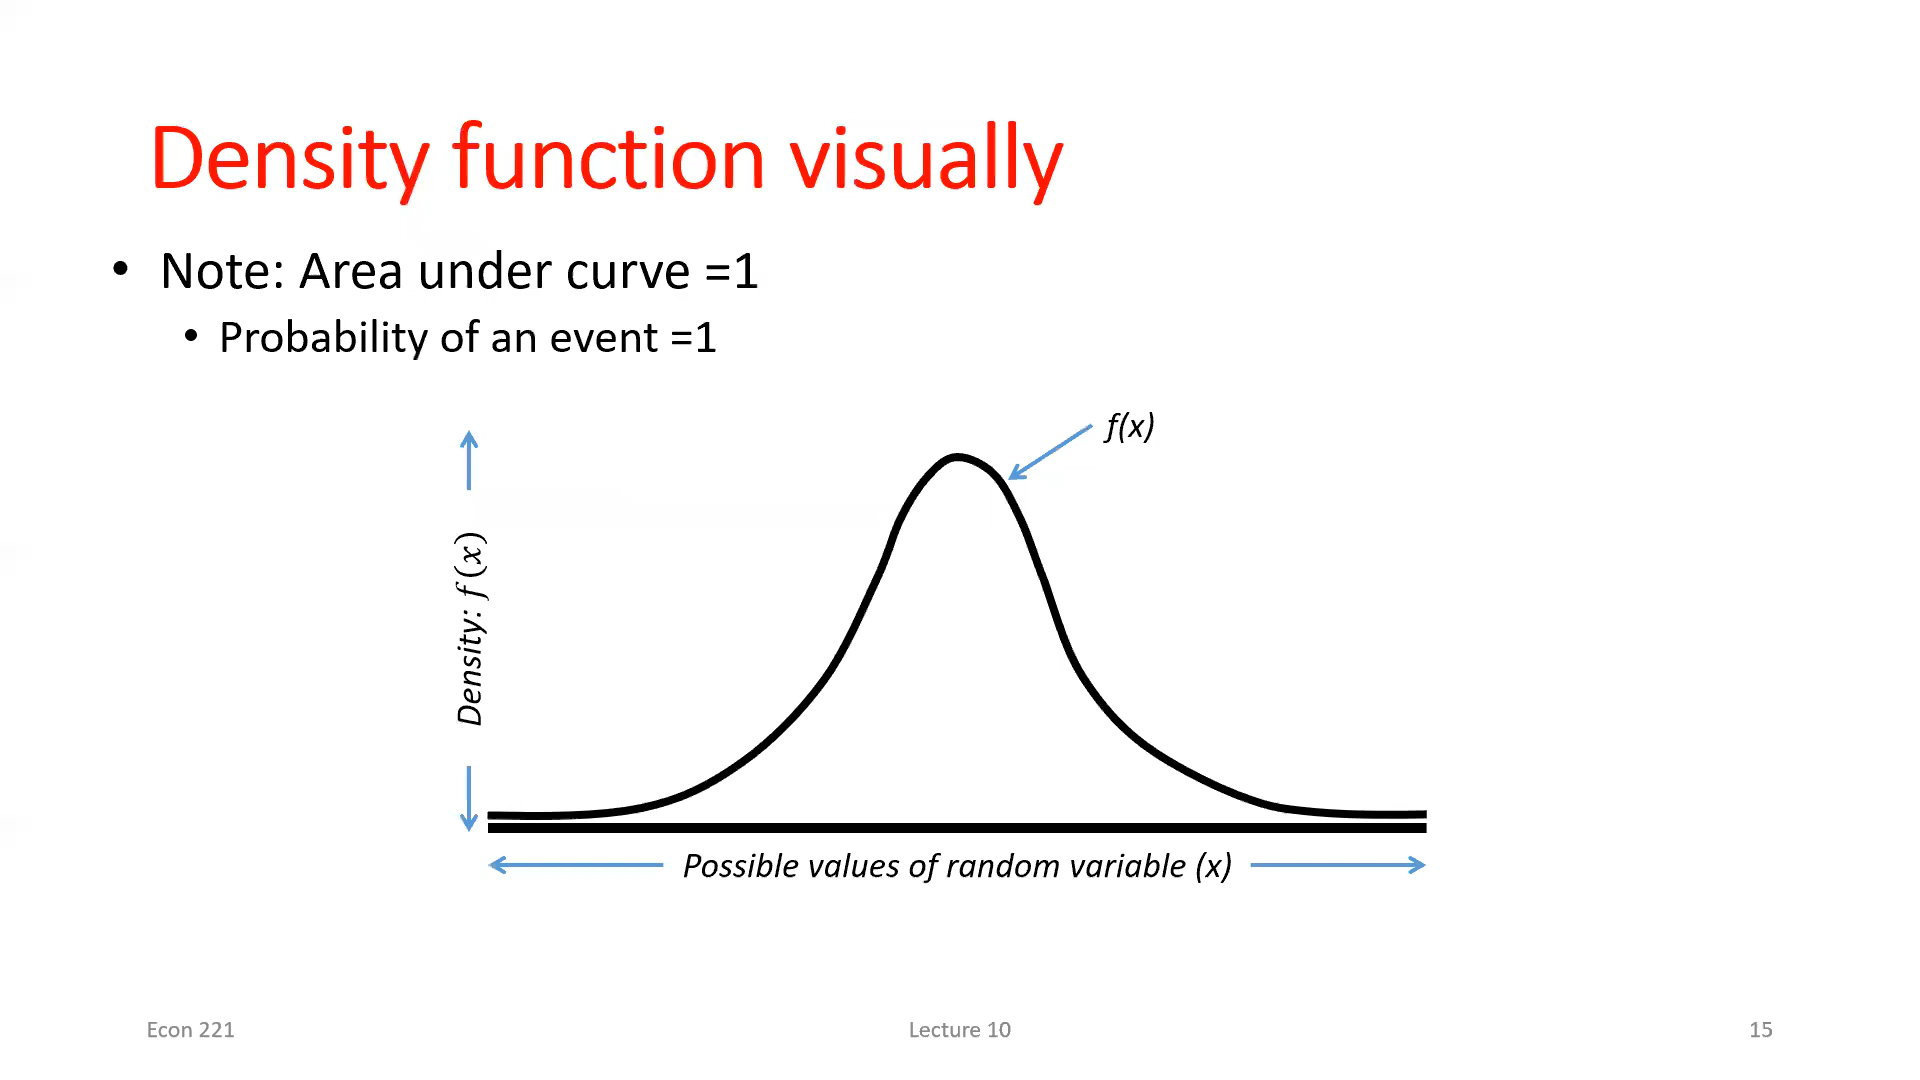 Density function visually
• Note: Area under curve =1
• Probability of an event =1
f(x)
Density: f(x)
Possible values of random variable (x)
Econ 221
Lecture 10
15